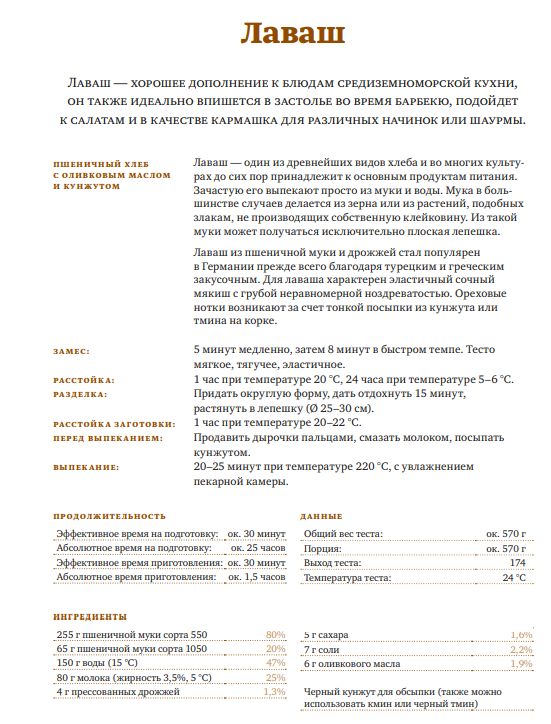 Лаваш
Лаваш — хорошее дополнение к блюдам средиземноморской кухни,
он также идеально впишется в застолье во время барбекю, подойдет
к салатам и в качестве кармашка для различных начинок или шаурмы.
пшеничный хлеб
с оливковым маслом
и кунжутом
Лаваш — один из древнейших видов хлеба и во многих культу-
рах до сих пор принадлежит к основным продуктам питания.
Зачастую его выпекают просто из муки и воды. Мука в боль-
шинстве случаев делается из зерна или из растений, подобных
злакам, не производящих собственную клейковину. Из такой
муки может получаться исключительно плоская лепешка.
Лаваш из пшеничной муки и дрожжей стал популярен
в Германии прежде всего благодаря турецким и греческим
закусочным. Для лаваша характерен эластичный сочный
мякиш с грубой неравномерной ноздреватостью. Ореховые
нотки возникают за счет тонкой посыпки из кунжута или
тмина на корке.
замес: 5 минут медленно, затем 8 минут в быстром темпе. Тесто
мягкое, тягучее, эластичное.
расстойка: 1 час при температуре 20 °C, 24 часа при температуре 5–6 °C.
разделка: Придать округлую форму, дать отдохнуть 15 минут,
растянуть в лепешку (Ø 25–30 см).
расстойка заготовки: 1 час при температуре 20–22 °C.
перед выпеканием: Продавить дырочки пальцами, смазать молоком, посыпать
кунжутом.
выпекание: 20–25 минут при температуре 220 °C, с увлажнением
пекарной камеры.
продолжительность
Эффективное время на подготовку: ок. 30 минут
Абсолютное время на подготовку: ок. 25 часов
Эффективное время приготовления: ок. 30 минут
Абсолютное время приготовления: ок. 1,5 часов
данные
Общий вес теста: ок. 570 г
Порция: ок. 570 г
Выход теста: 174
Температура теста: 24 °C
ингредиенты
255 г пшеничной муки сорта 550 80%
65 г пшеничной муки сорта 1050 20%
150 г воды (15 °C) 47%
80 г молока (жирность 3,5%, 5 °C) 25%
4 г прессованных дрожжей 1,3%
5 г сахара 1,6%
7 г соли 2,2%
6 г оливкового масла 1,9%
Черный кунжут для обсыпки (также можно
использовать кмин или черный тмин)